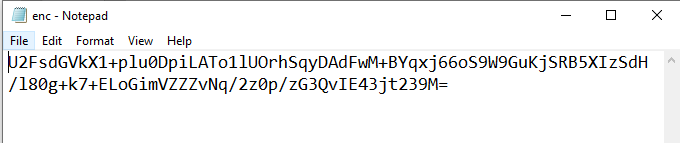 enc - Notepad
File Edit Format View Help
U2FsdGVkX1+plu0DpiLATo1lUOrhSqyDAdFwM+BYqxj66oS9W9GuKjSRB5XIzSdH
/l80g+k7+ELoGimVZZZvNq/2z0p/zG3QvIE43jt239M=